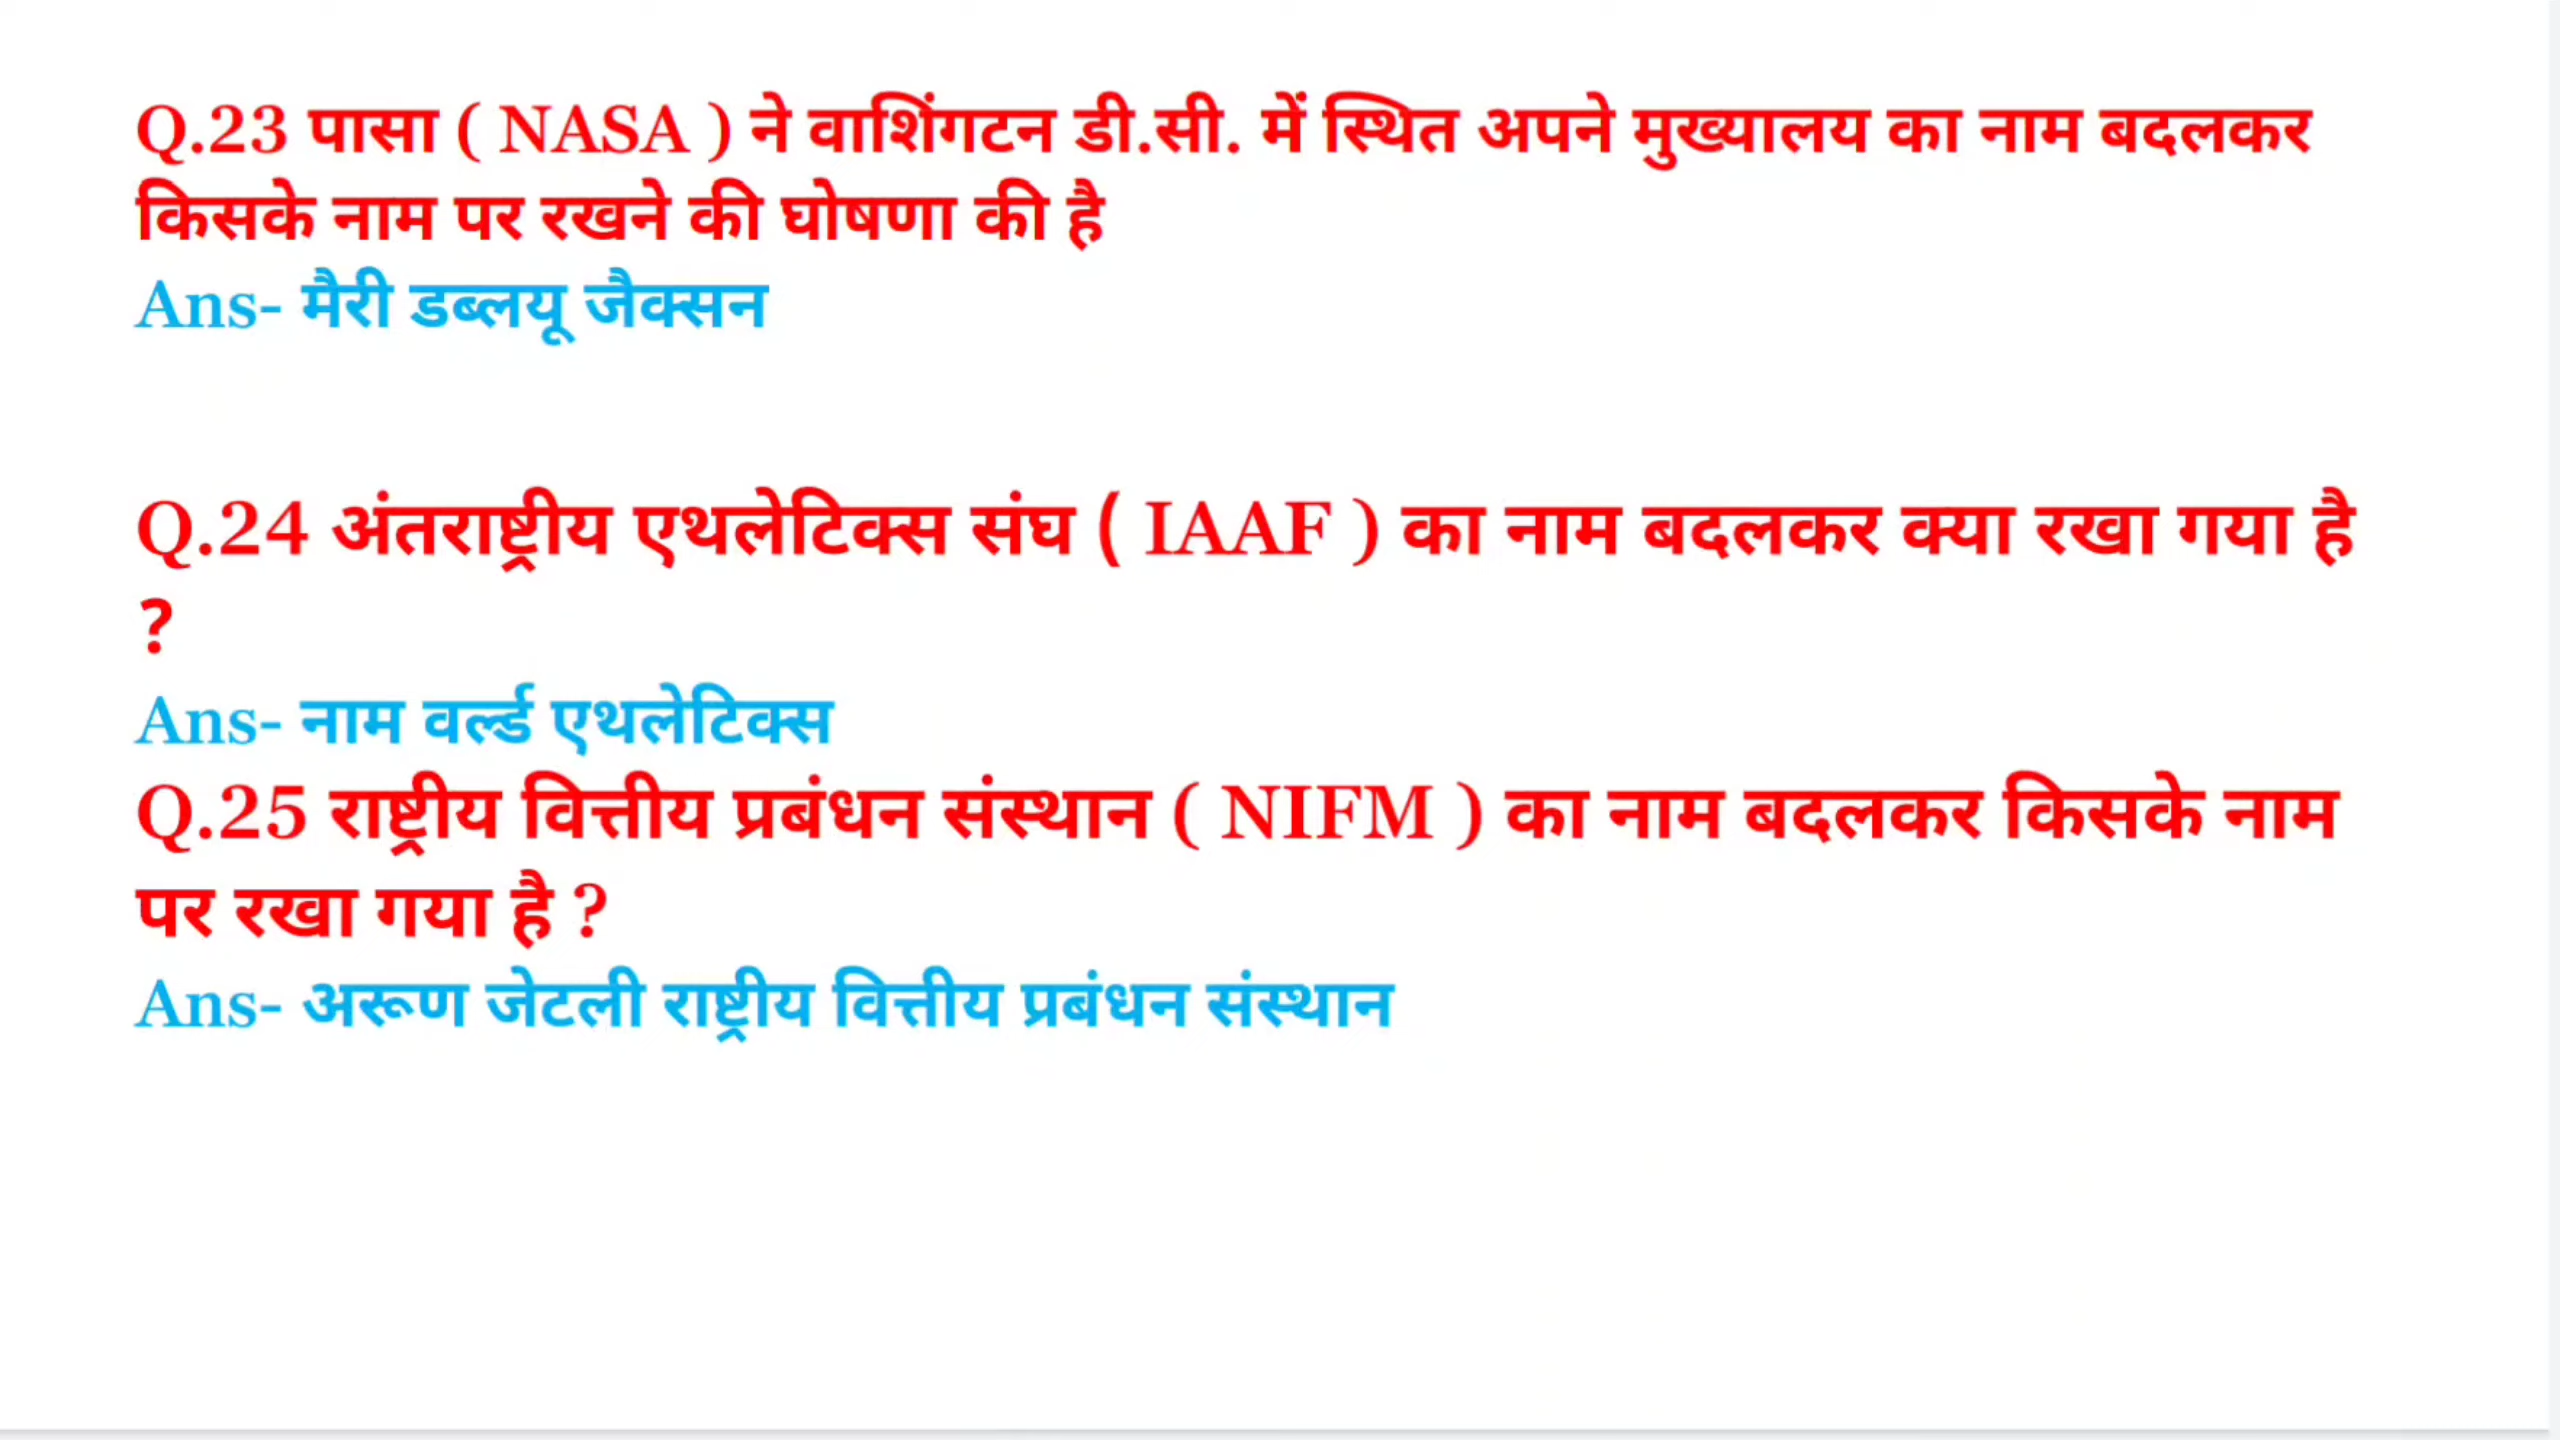 Q.23 पासा ( NASA ) ने वाशिंगटन डी.सी. में स्थित अपने मुख्यालय का नाम बदलकर
किसके नाम पर रखने की घोषणा की है
Ans- मैरी डब्लयू जैक्सन
Q.24 अंतराष्ट्रीय एथलेटिक्स संघ ( IAAF ) का नाम बदलकर क्या रखा गया है
?
Ans- नाम वर्ल्ड एथलेटिक्स
Q.25 राष्ट्रीय वित्तीय प्रबंधन संस्थान ( NIFM ) का नाम बदलकर किसके नाम
पर रखा गया है ?
Ans- अरूण जेटली राष्ट्रीय वित्तीय प्रबंधन संस्थान